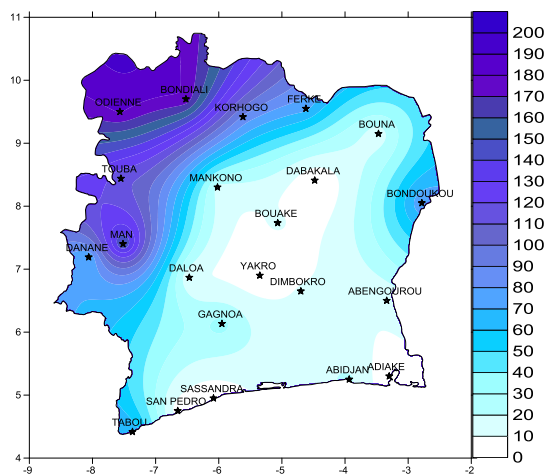 11
10
9
8
7
6
5
4
-9
-8
-7
-6
-5
-4
-3
-2
ODIENNE
BONDIALI
KORHOGO
FERKE
BOUNA
TOUBA
MANKONO
DABAKALA
BONDOUKOU
BOUAKE
MAN
DANANE
DALOA
YAKRO
DIMBOKRO
ABENGOUROU
GAGNOA
ABIDJAN
ADIAKE
SASSANDRA
SAN PEDRO
TABOU
200
190
180
170
160
150
140
130
120
110
100
90
80
70
60
50
40
30
20
10
0